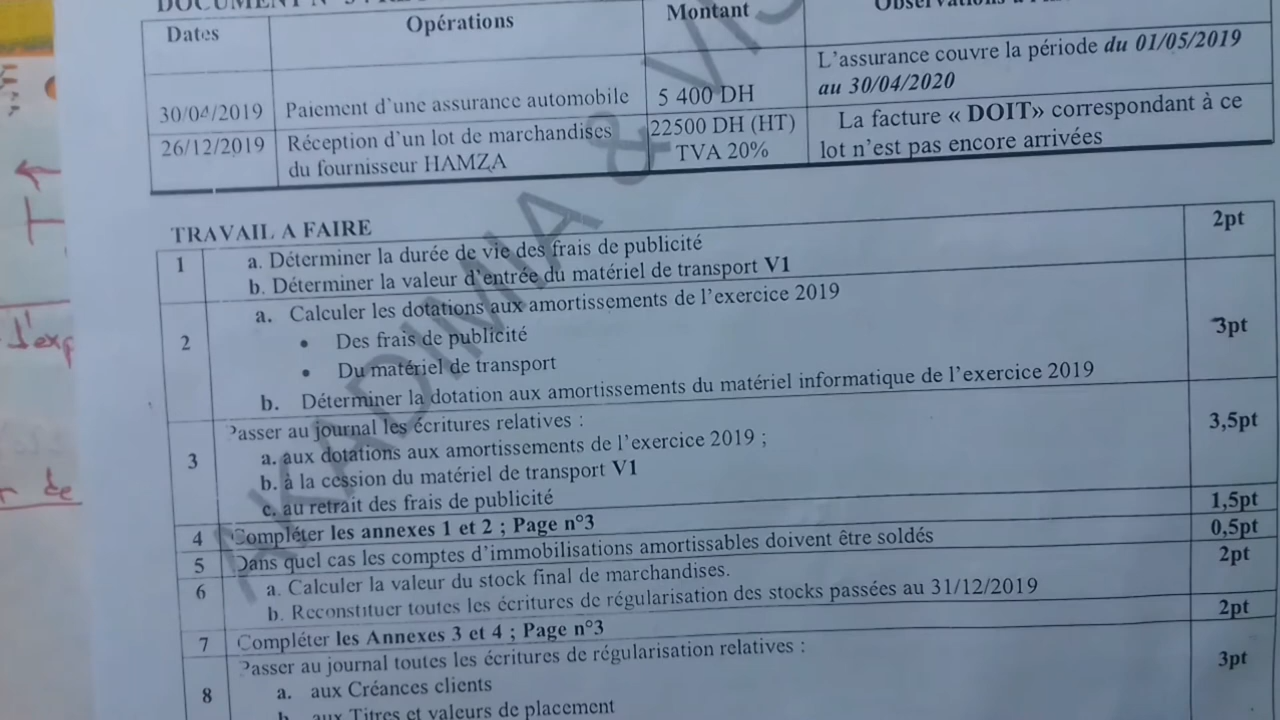 DOCUMENT N°
Dates
Opérations
Montant
30/04/2019
Paiement d'une assurance automobile
5 400 DH
L'assurance couvre la période du 01/05/2019
au 30/04/2020
26/12/2019
Réception d'un lot de marchandises
du fournisseur HAMZA
22500 DH (HT)
TVA 20%
La facture « DOIT» correspondant à ce
lot n'est pas encore arrivées
TRAVAIL A FAIRE
1
a. Déterminer la durée de vie des frais de publicité
b. Déterminer la valeur d'entrée du matériel de transport V1
2pt
2
a. Calculer les dotations aux amortissements de l'exercice 2019
• Des frais de publicité
• Du matériel de transport
b. Déterminer la dotation aux amortissements du matériel informatique de l'exercice 2019
3pt
3
Passer au journal les écritures relatives :
a. aux dotations aux amortissements de l'exercice 2019 ;
b. à la cession du matériel de transport V1
c. au retrait des frais de publicité
3,5pt
4
Compléter les annexes 1 et 2 ; Page n°3
1,5pt
5
Dans quel cas les comptes d'immobilisations amortissables doivent être soldés
0,5pt
6
a. Calculer la valeur du stock final de marchandises.
b. Reconstituer toutes les écritures de régularisation des stocks passées au 31/12/2019
2pt
7
Compléter les Annexes 3 et 4 ; Page n°3
2pt
8
Passer au journal toutes les écritures de régularisation relatives :
a. aux Créances clients
b. aux Titres et valeurs de placement
3pt
AKADIMIA & VIS
l'exp
de